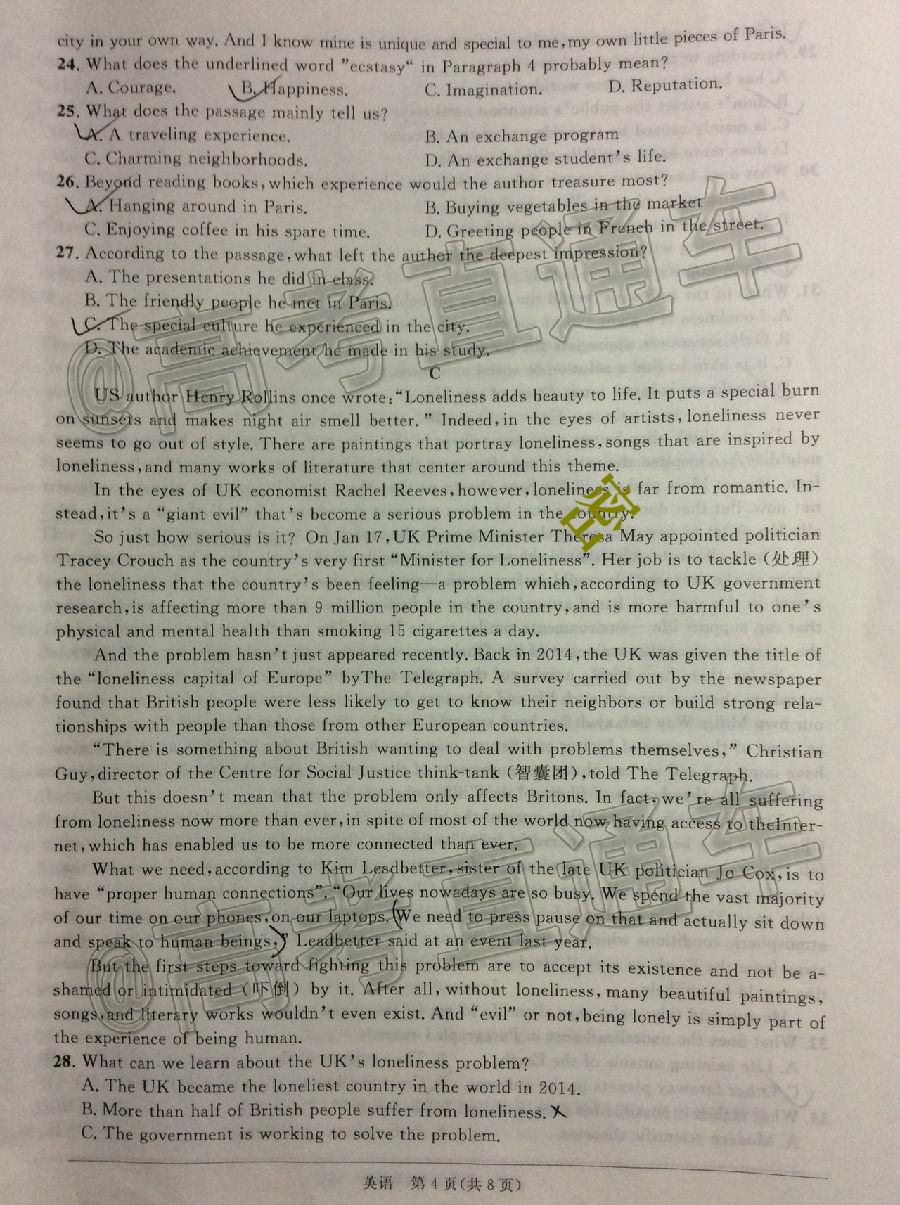 city in your own way. And I know mine is unique and special to me,my own little pieces of Paris.
24. What does the underlined word "ecstasy" in Paragraph 4 probably mean?
A. Courage. B. Happiness. C. Imagination. D. Reputation.
25. What does the passage mainly tell us?
A. A traveling experience. B. An exchange program
C. Charming neighborhoods. D. An exchange student's life.
26. Beyond reading books,which experience would the author treasure most?
A. Hanging around in Paris. B. Buying vegetables in the market
C. Enjoying coffee in his spare time. D. Greeting people in French in the street.
27. According to the passage,what left the author the deepest impression?
A. The presentations he did in class.
B. The friendly people he met in Paris.
C. The special culture he experienced in the city.
D. The academic achievement he made in his study.
C
US author Henry Rollins once wrote:"Loneliness adds beauty to life. It puts a special burn
on sunsets and makes night air smell better." Indeed,in the eyes of artists,loneliness never
seems to go out of style. There are paintings that portray loneliness,songs that are inspired by
loneliness,and many works of literature that center around this theme.
In the eyes of UK economist Rachel Reeves,however,loneliness is far from romantic. In-
stead,it's a "giant evil" that's become a serious problem in the country.
So just how serious is it? On Jan 17,UK Prime Minister Theresa May appointed politician
Tracey Crouch as the country's very first "Minister for Loneliness". Her job is to tackle (处理)
the loneliness that the country's been feeling—a problem which,according to UK government
research,is affecting more than 9 million people in the country,and is more harmful to one's
physical and mental health than smoking 15 cigarettes a day.
And the problem hasn't just appeared recently. Back in 2014,the UK was given the title of
the "loneliness capital of Europe" byThe Telegraph. A survey carried out by the newspaper
found that British people were less likely to get to know their neighbors or build strong rela-
tionships with people than those from other European countries.
"There is something about British wanting to deal with problems themselves," Christian
Guy,director of the Centre for Social Justice think-tank (智囊团),told The Telegraph.
But this doesn't mean that the problem only affects Britons. In fact,we're all suffering
from loneliness now more than ever,in spite of most of the world now having access to theInter-
net,which has enabled us to be more connected than ever.
What we need,according to Kim Leadbetter,sister of the late UK politician Jo Cox,is to
have "proper human connections". "Our lives nowadays are so busy. We spend the vast majority
of our time on our phones,on our laptops. We need to press pause on that and actually sit down
and speak to human beings," Leadbetter said at an event last year.
But the first steps toward fighting this problem are to accept its existence and not be a-
shamed or intimidated (吓倒) by it. After all, without loneliness, many beautiful paintings,
songs,and literary works wouldn't even exist. And "evil" or not,being lonely is simply part of
the experience of being human.
28. What can we learn about the UK's loneliness problem?
A. The UK became the loneliest country in the world in 2014.
B. More than half of British people suffer from loneliness.
C. The government is working to solve the problem.
英语 第4页(共8页)
@高考直通车
@高考直通车
密